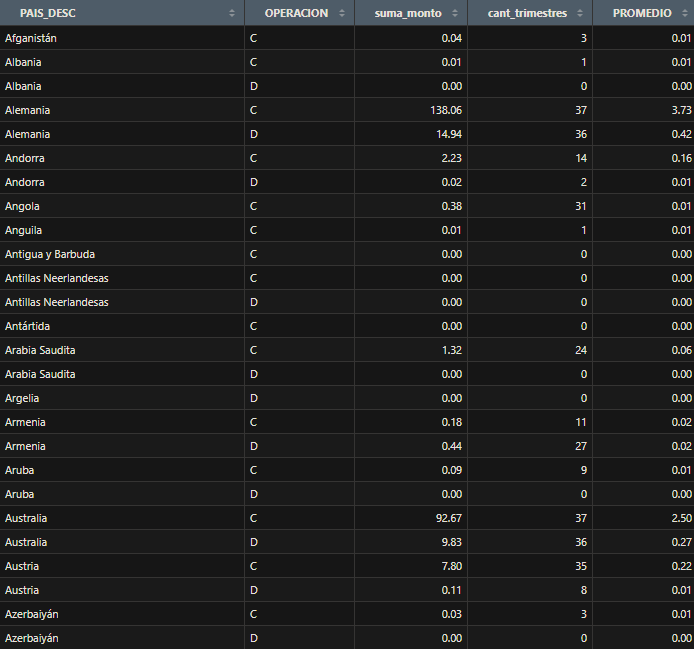 PAIS_DESC OPERACION suma_monto cant_trimestres PROMEDIO
Afganistán C 0.04 3 0.01
Albania C 0.01 1 0.01
Albania D 0.00 0 0.00
Alemania C 138.06 37 3.73
Alemania D 14.94 36 0.42
Andorra C 2.23 14 0.16
Andorra D 0.02 2 0.01
Angola C 0.38 31 0.01
Anguila C 0.01 1 0.01
Antigua y Barbuda C 0.00 0 0.00
Antillas Neerlandesas C 0.00 0 0.00
Antillas Neerlandesas D 0.00 0 0.00
Antártida C 0.00 0 0.00
Arabia Saudita C 1.32 24 0.06
Arabia Saudita D 0.00 0 0.00
Argelia D 0.00 0 0.00
Armenia C 0.18 11 0.02
Armenia D 0.44 27 0.02
Aruba C 0.09 9 0.01
Aruba D 0.00 0 0.00
Australia C 92.67 37 2.50
Australia D 9.83 36 0.27
Austria C 7.80 35 0.22
Austria D 0.11 8 0.01
Azerbaiyán C 0.03 3 0.01
Azerbaiyán D 0.00 0 0.00